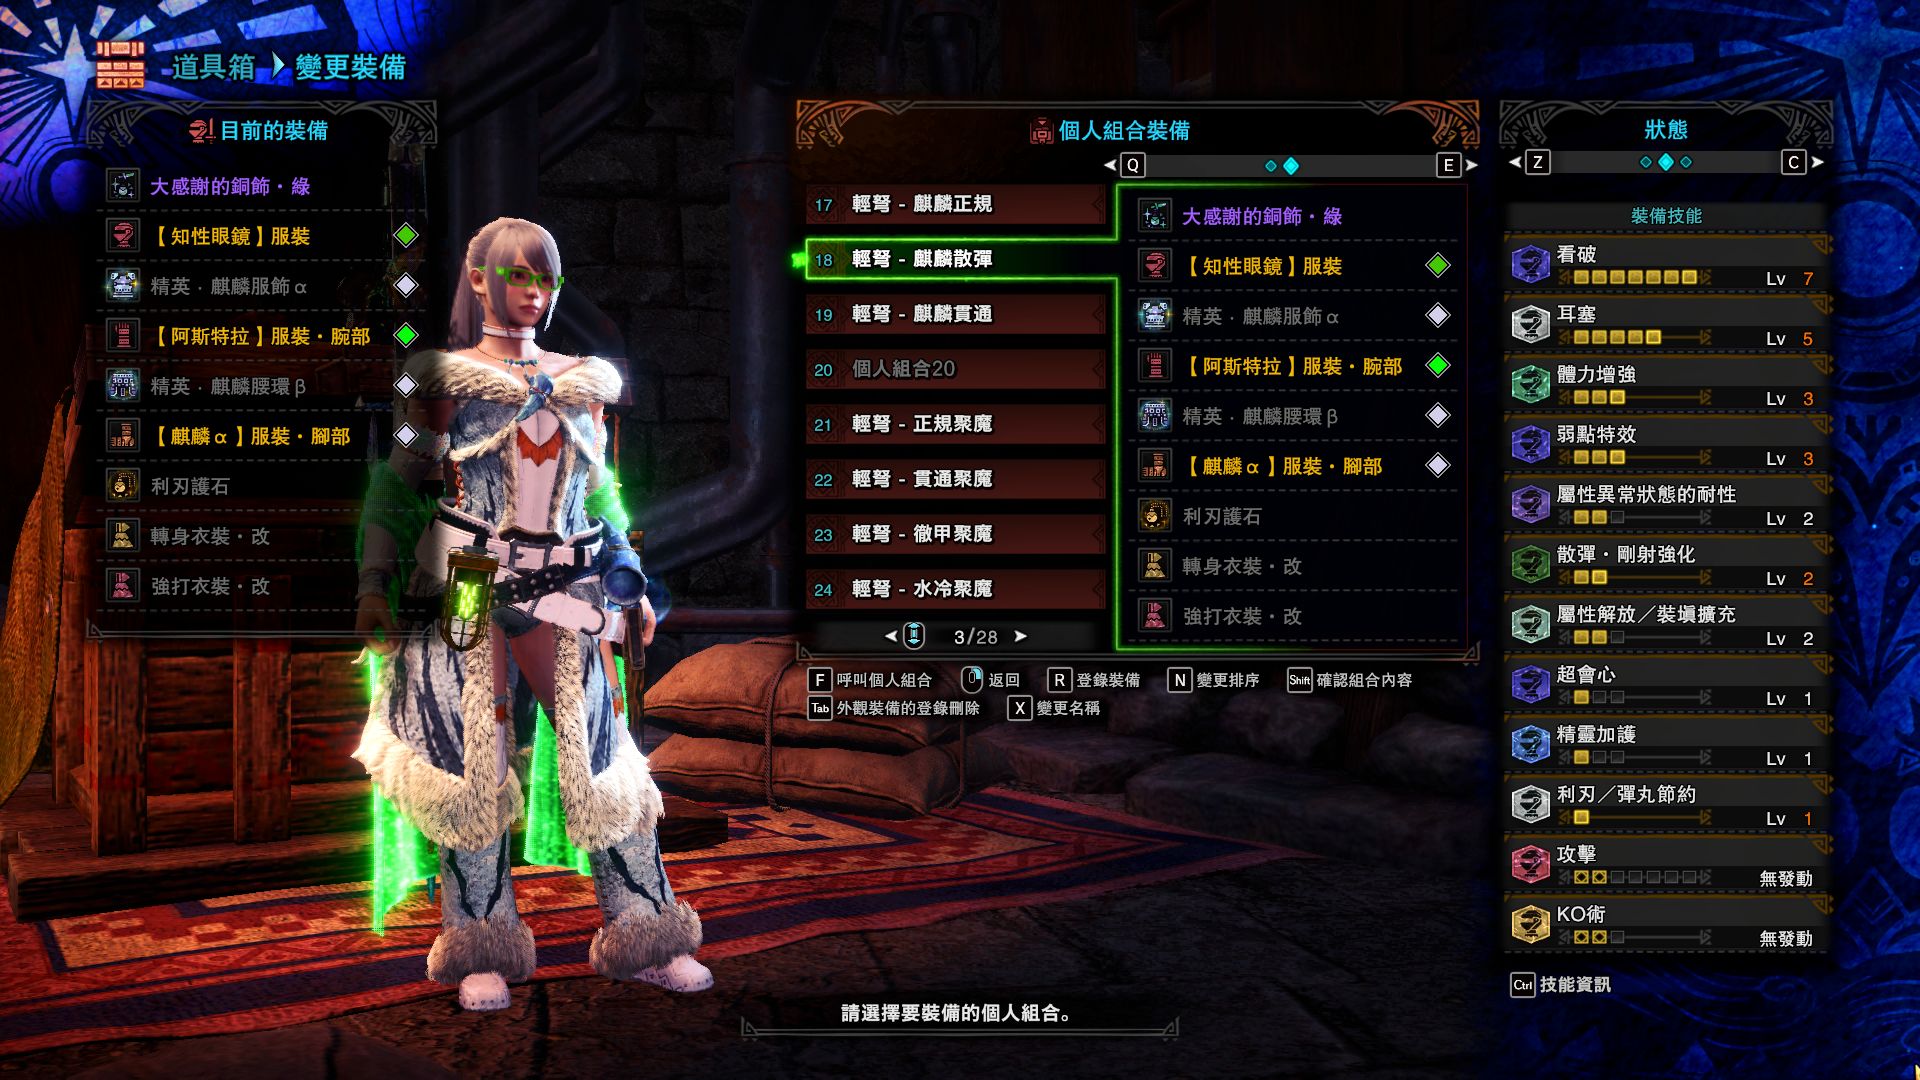 道具箱 變更裝備
目前的裝備
大感謝的銅飾・綠
【知性眼鏡】服裝
精英・麒麟服飾α
【阿斯特拉】服裝・腕部
精英・麒麟腰環β
【麒麟α】服裝・腳部
利刃護石
轉身衣裝・改
強打衣裝・改
個人組合裝備
Q E
17 輕弩 - 麒麟正規
18 輕弩 - 麒麟散彈
19 輕弩 - 麒麟貫通
20 個人組合20
21 輕弩 - 正規聚魔
22 輕弩 - 貫通聚魔
23 輕弩 - 徹甲聚魔
24 輕弩 - 水冷聚魔
3/28
大感謝的銅飾・綠
【知性眼鏡】服裝
精英・麒麟服飾α
【阿斯特拉】服裝・腕部
精英・麒麟腰環β
【麒麟α】服裝・腳部
利刃護石
轉身衣裝・改
強打衣裝・改
F 呼叫個人組合 返回 R 登錄裝備 N 變更排序 Shift 確認組合內容
Tab 外觀裝備的登錄刪除 X 變更名稱
狀態
Z C
裝備技能
看破
Lv 7
耳塞
Lv 5
體力增強
Lv 3
弱點特效
Lv 3
屬性異常狀態的耐性
Lv 2
散彈・剛射強化
Lv 2
屬性解放／裝填擴充
Lv 2
超會心
Lv 1
精靈加護
Lv 1
利刃／彈丸節約
Lv 1
攻擊
無發動
KO術
無發動
Ctrl 技能資訊
請選擇要裝備的個人組合。